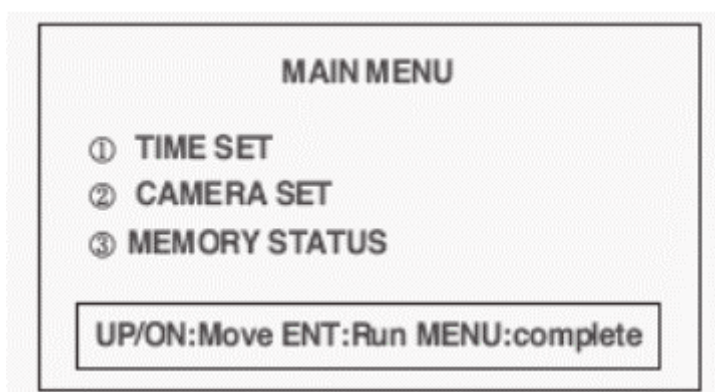 MAIN MENU
① TIME SET
② CAMERA SET
③ MEMORY STATUS
UP/ON:Move ENT:Run MENU:complete